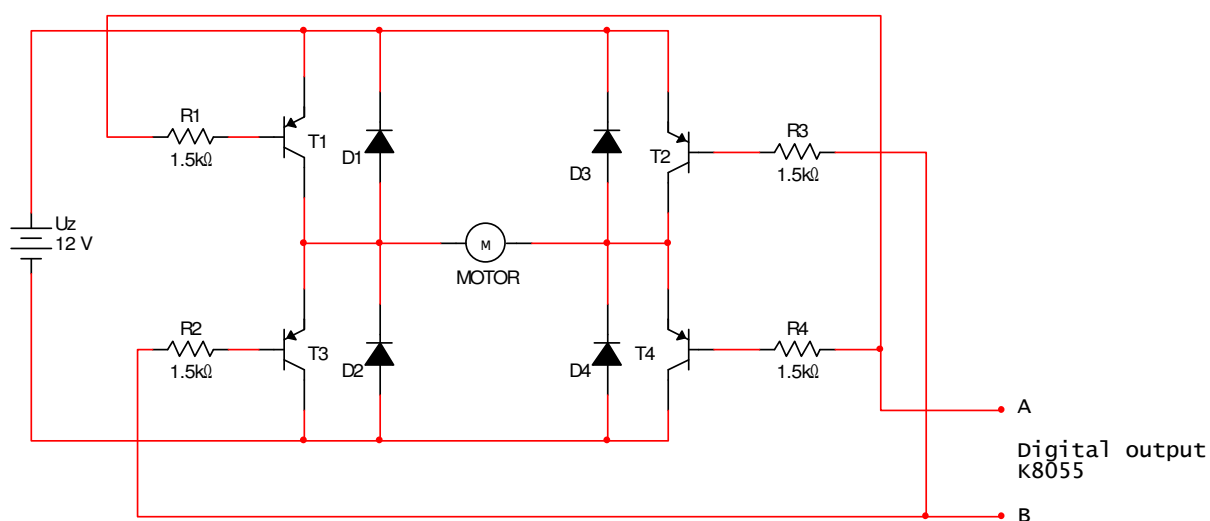 R1
1.5kΩ
T1
D1
D3
T2
R3
1.5kΩ
Uz
12 V
M
MOTOR
R2
1.5kΩ
T3
D2
D4
T4
R4
1.5kΩ
A
Digital output
K8055
B